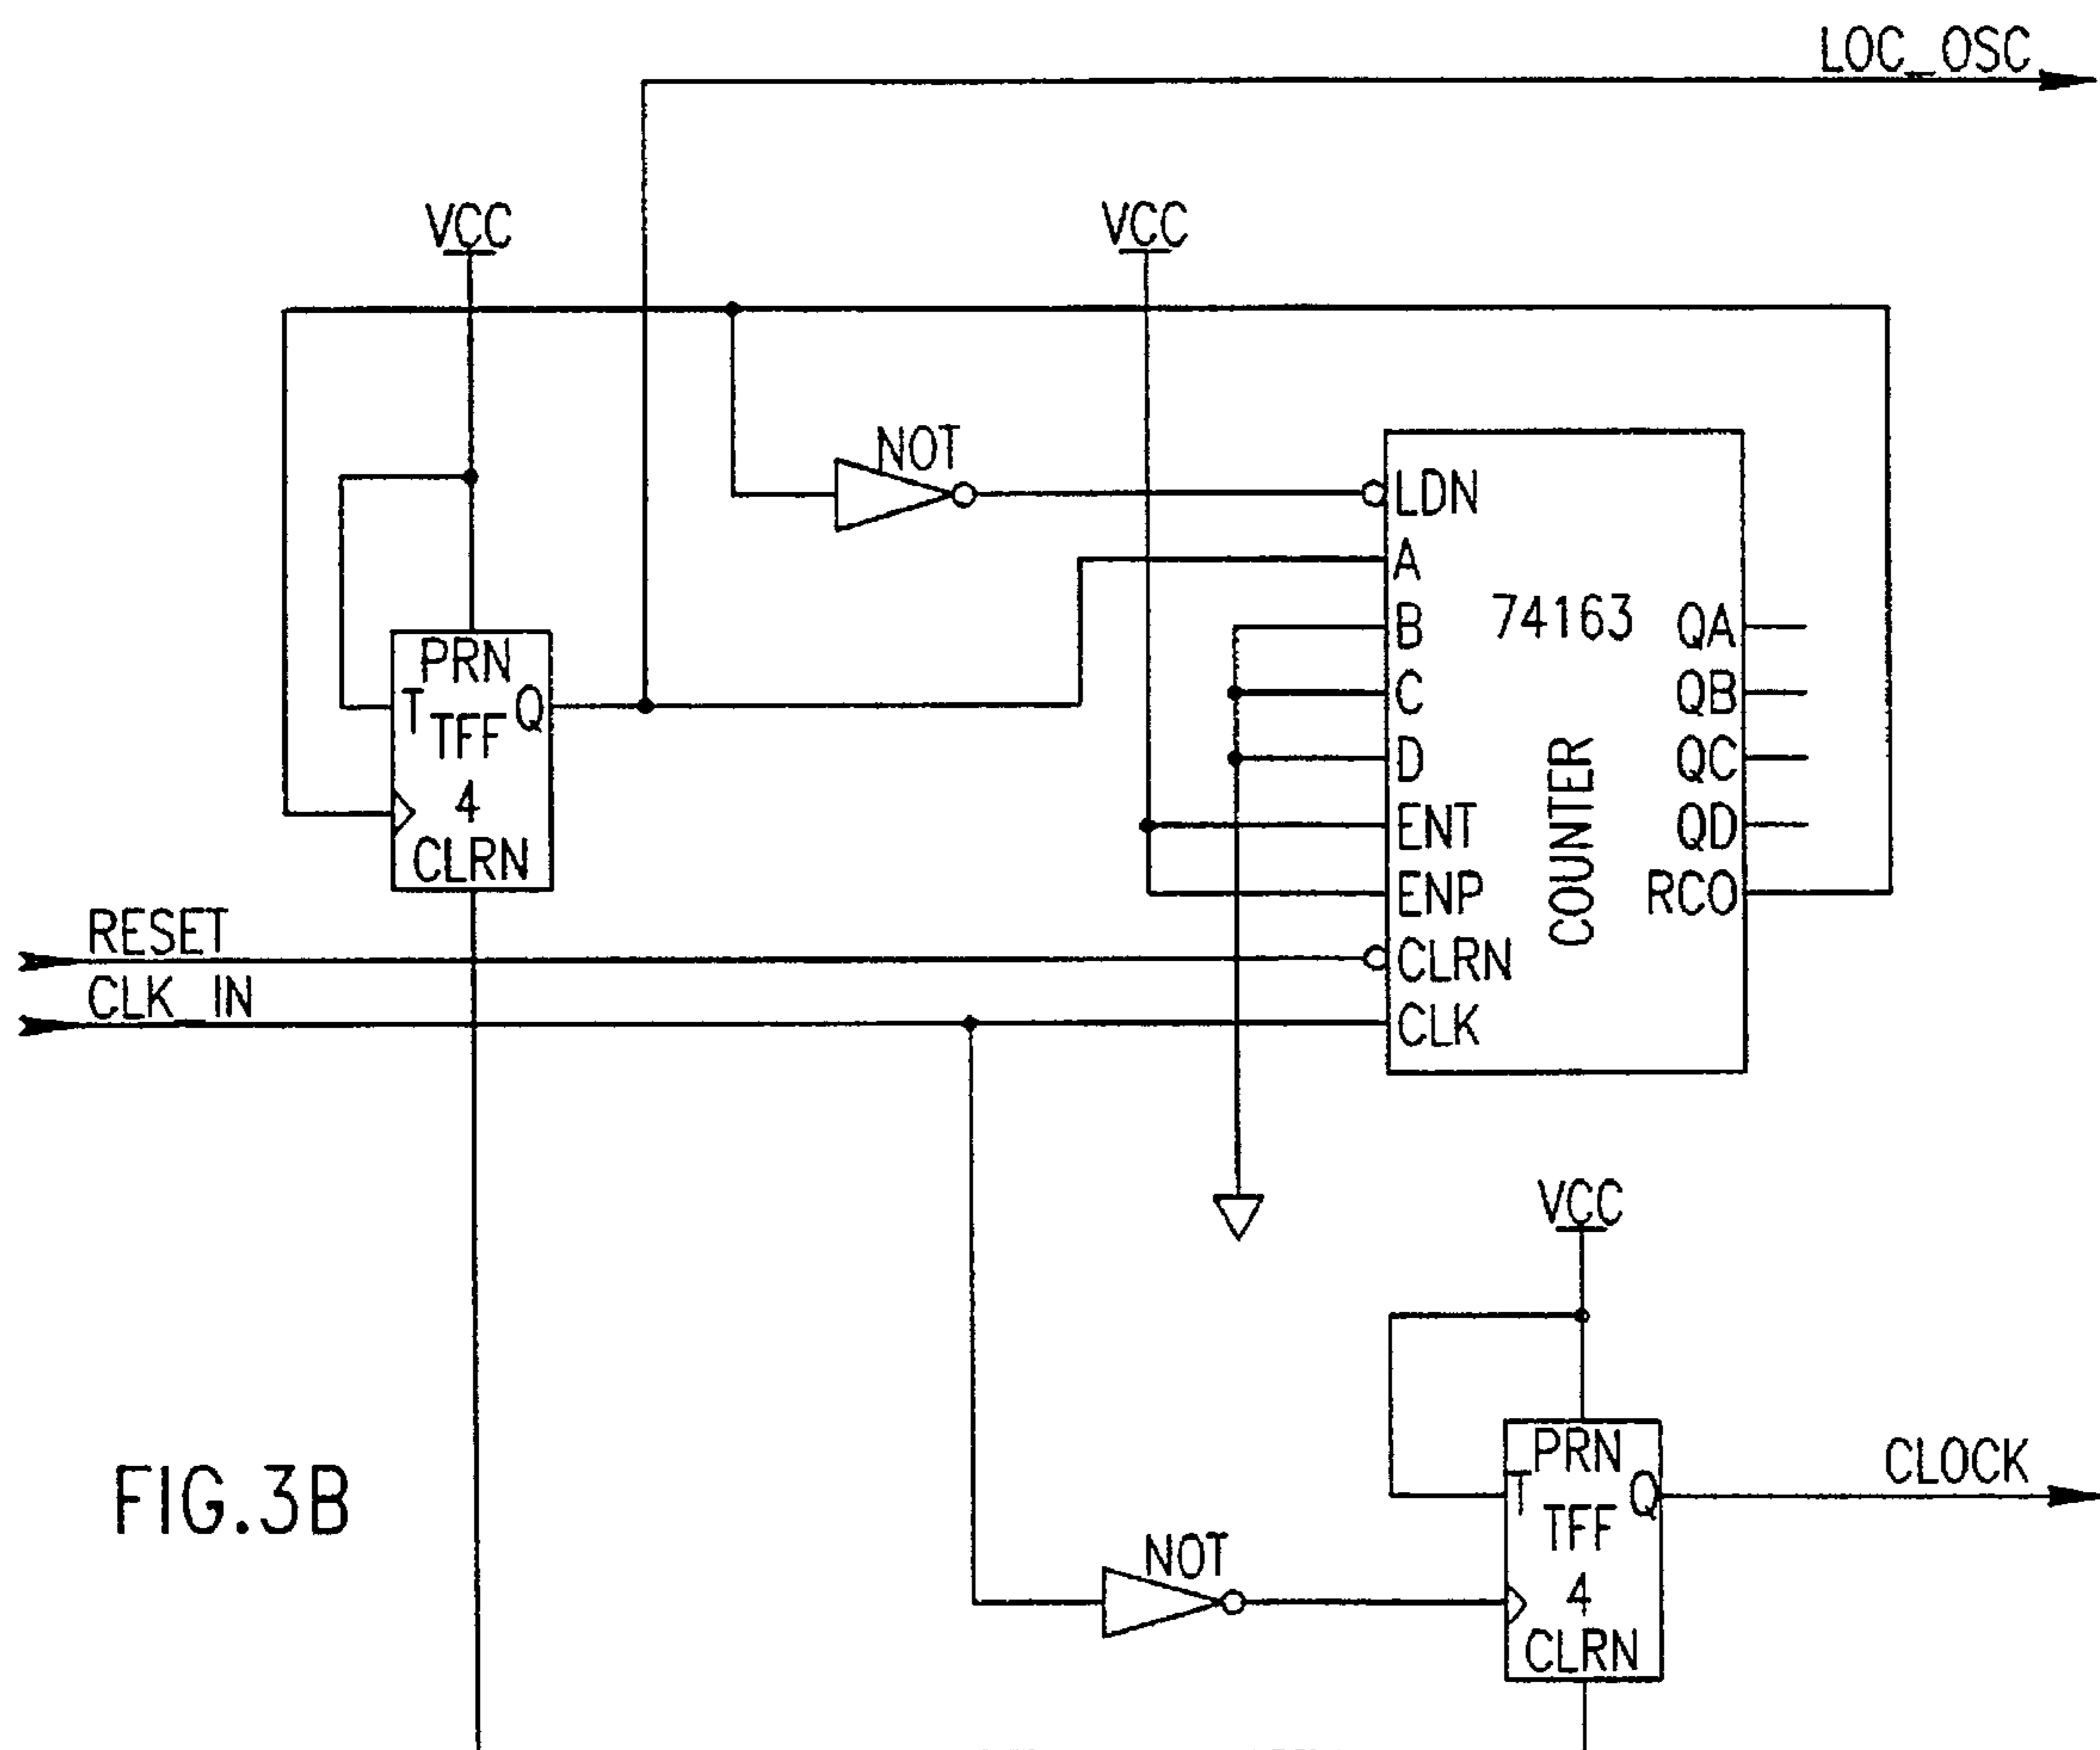 LOC_OSC
VCC
VCC
NOT
LDN
A
B
C
D
ENT
ENP
CLRN
CLK
74163
COUNTER
QA
QB
QC
QD
RCO
PRN
T
Q
TFF
4
CLRN
RESET
CLK_IN
VCC
PRN
T
Q
TFF
4
CLRN
CLOCK
NOT
FIG.3B